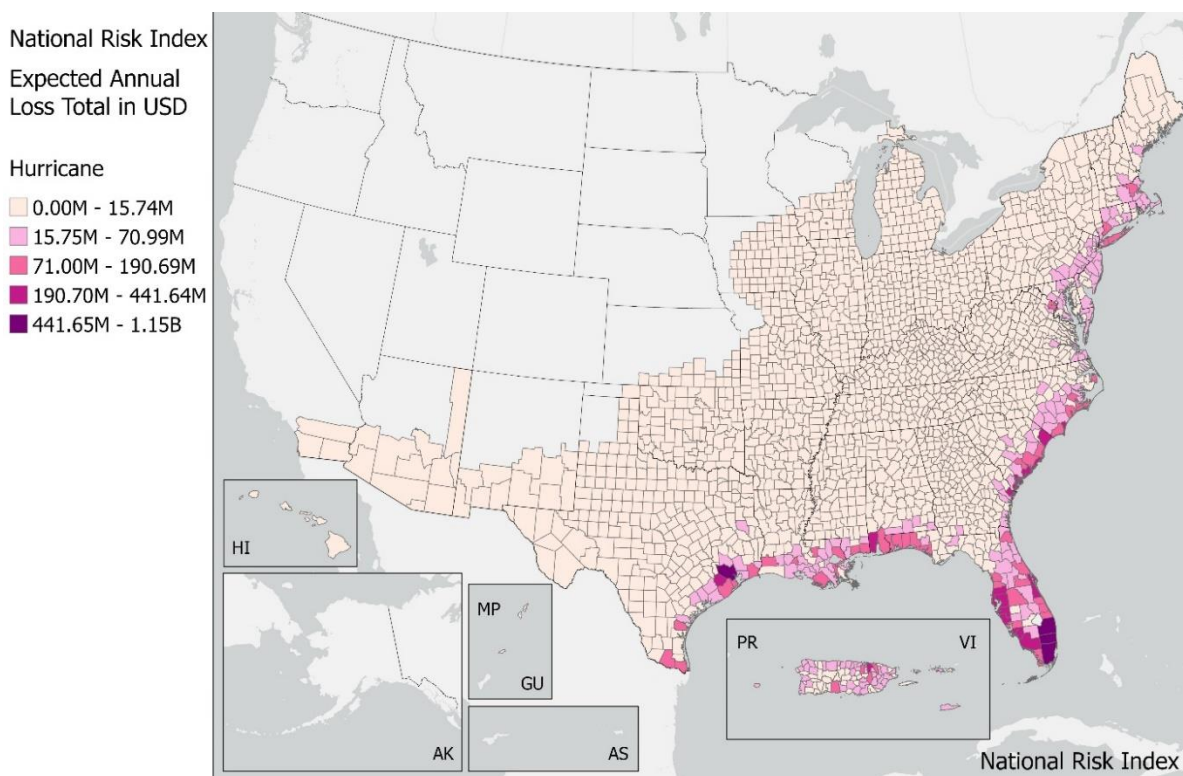 National Risk Index
Expected Annual
Loss Total in USD
Hurricane
0.00M - 15.74M
15.75M - 70.99M
71.00M - 190.69M
190.70M - 441.64M
441.65M - 1.15B
HI
MP
GU
PR
VI
AK
AS
National Risk Index